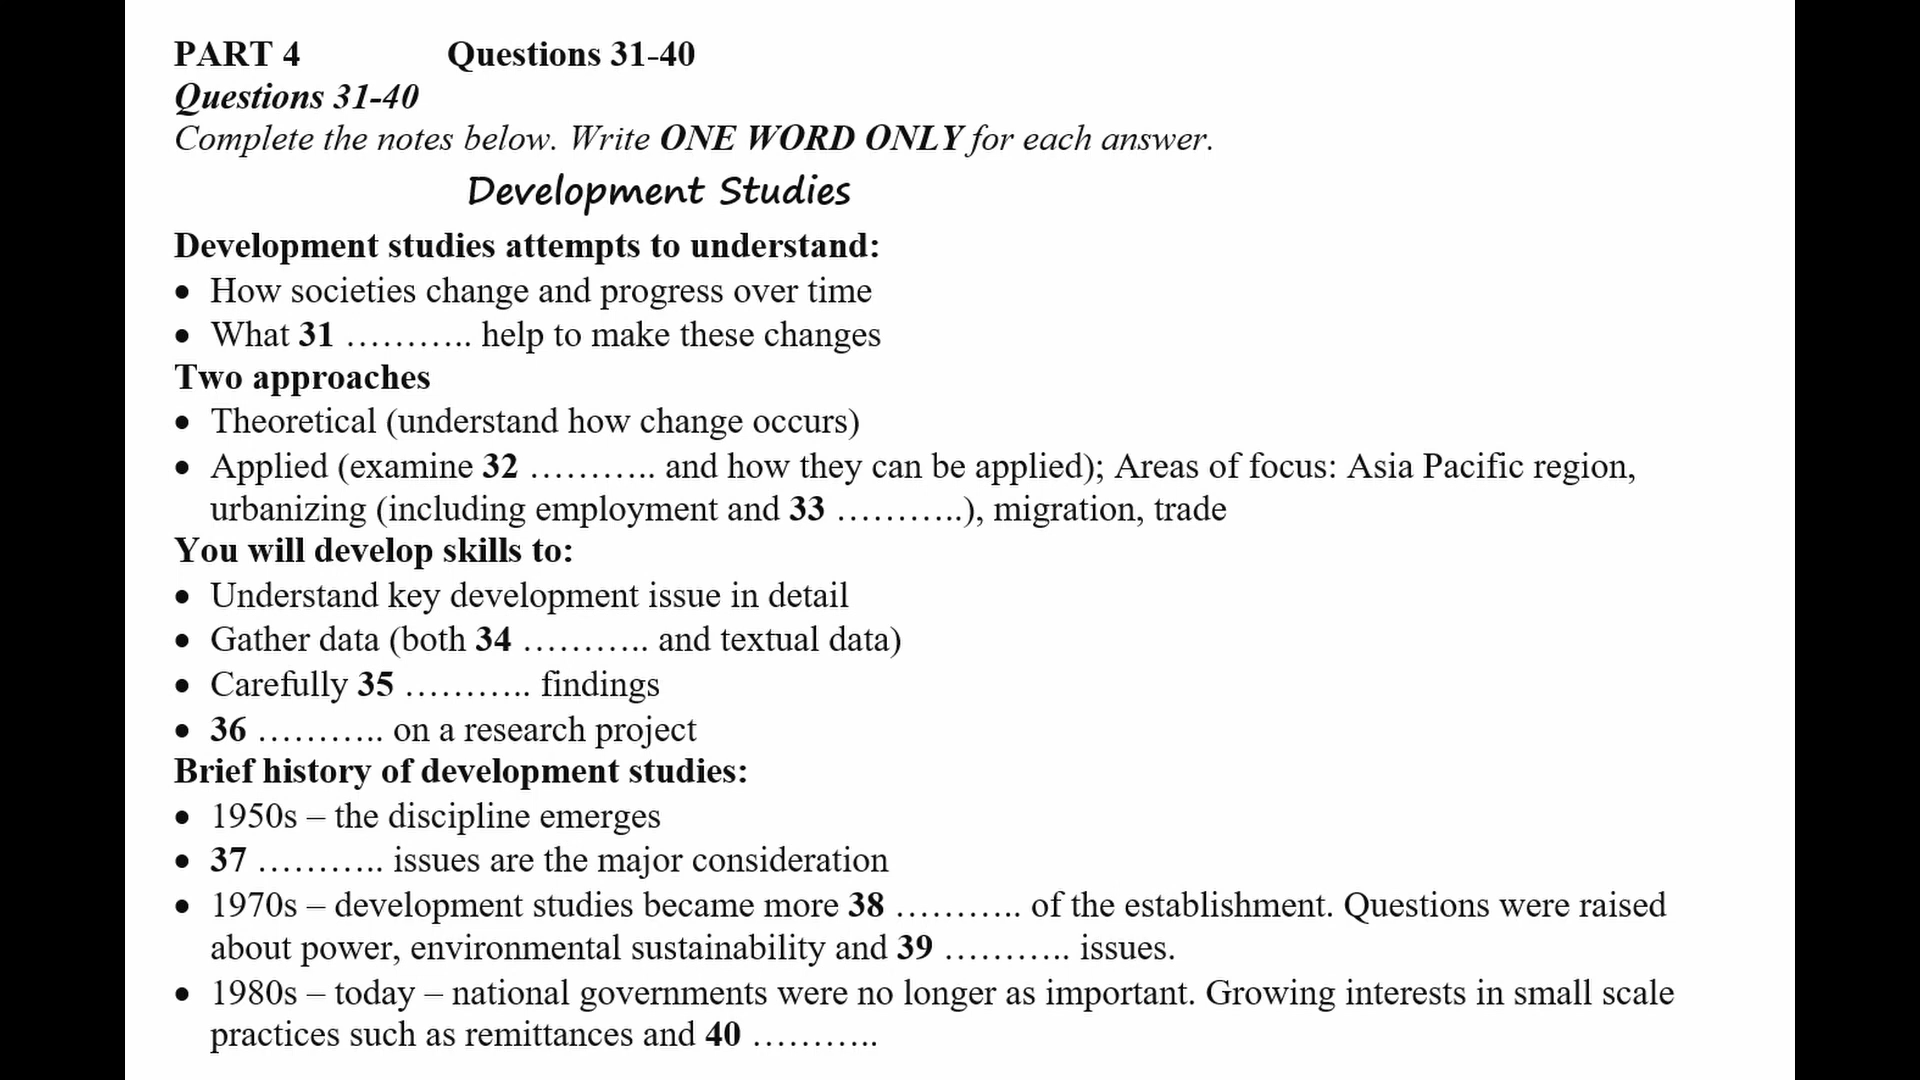 PART 4 Questions 31-40
Questions 31-40
Complete the notes below. Write ONE WORD ONLY for each answer.
Development Studies
Development studies attempts to understand:
• How societies change and progress over time
• What 31 ……….. help to make these changes
Two approaches
• Theoretical (understand how change occurs)
• Applied (examine 32 ……….. and how they can be applied); Areas of focus: Asia Pacific region,
urbanizing (including employment and 33 ………..), migration, trade
You will develop skills to:
• Understand key development issue in detail
• Gather data (both 34 ……….. and textual data)
• Carefully 35 ……….. findings
• 36 ……….. on a research project
Brief history of development studies:
• 1950s – the discipline emerges
• 37 ……….. issues are the major consideration
• 1970s – development studies became more 38 ……….. of the establishment. Questions were raised
about power, environmental sustainability and 39 ……….. issues.
• 1980s – today – national governments were no longer as important. Growing interests in small scale
practices such as remittances and 40 ………..